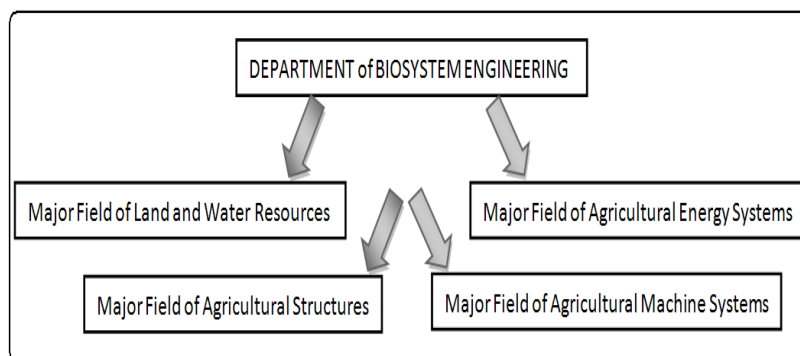 DEPARTMENT of BIOSYSTEM ENGINEERING
Major Field of Land and Water Resources
Major Field of Agricultural Energy Systems
Major Field of Agricultural Structures
Major Field of Agricultural Machine Systems